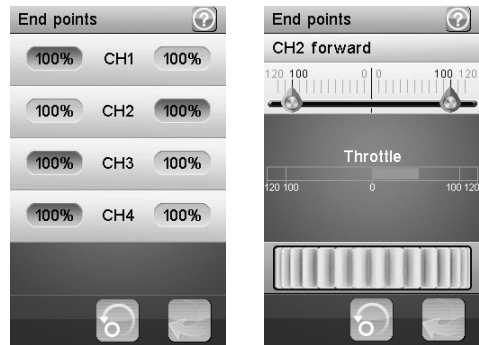 End points ?
100% CH1 100%
100% CH2 100%
100% CH3 100%
100% CH4 100%
End points ?
CH2 forward
120 100 0 0 100 120
Throttle
120 100 0 100 120